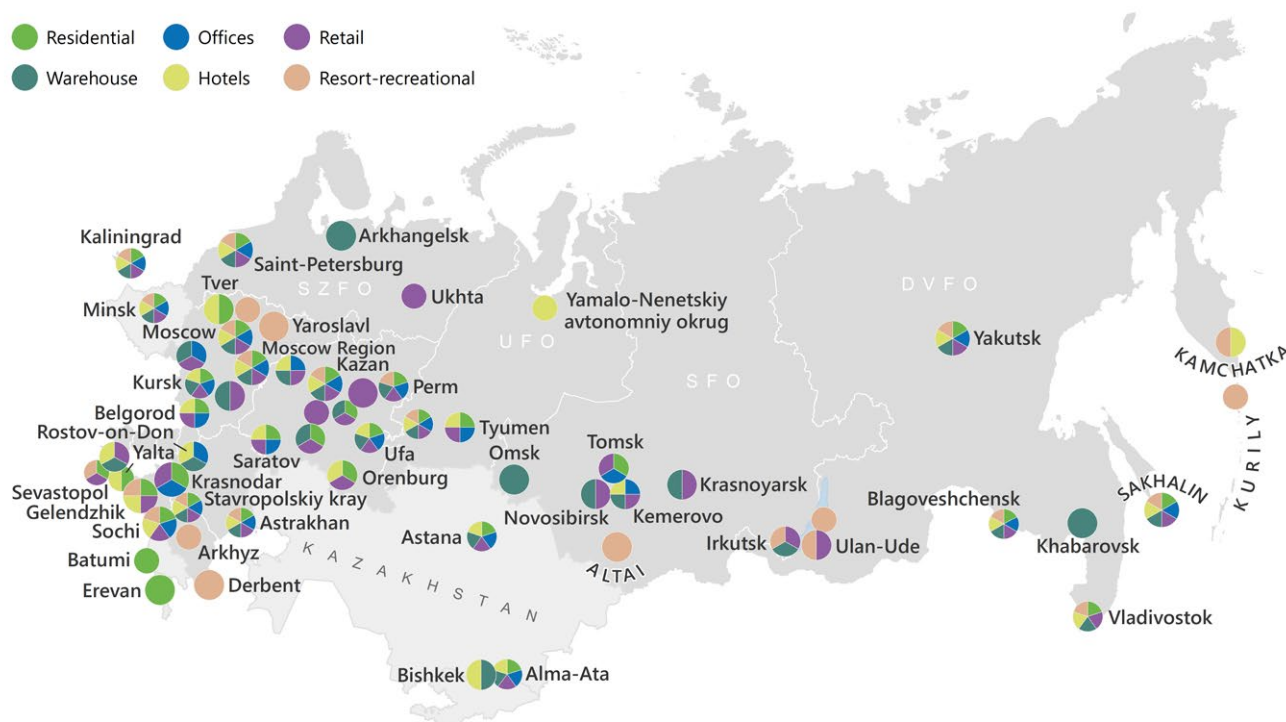 Residential
Offices
Retail
Warehouse
Hotels
Resort-recreational
Kaliningrad
Arkhangelsk
Saint-Petersburg
Tver
SZFO
Ukhta
Yamalo-Nenetskiy
avtonomniy okrug
DVFO
Minsk
Yaroslavl
Moscow
UFO
Yakutsk
Moscow Region
Kazan
KAMCHATKA
Kursk
Perm
SFO
Belgorod
Rostov-on-Don
Tyumen
Yalta
Saratov
Ufa
Omsk
Tomsk
KURILY
Krasnodar
Orenburg
Krasnoyarsk
Sevastopol
Stavropolskiy kray
Novosibirsk
Kemerovo
Blagoveshchensk
SAKHALIN
Gelendzhik
Sochi
Astrakhan
Astana
Irkutsk
Ulan-Ude
Khabarovsk
Arkhyz
KAZAKHSTAN
ALTAI
Batumi
Erevan
Derbent
Vladivostok
Bishkek
Alma-Ata